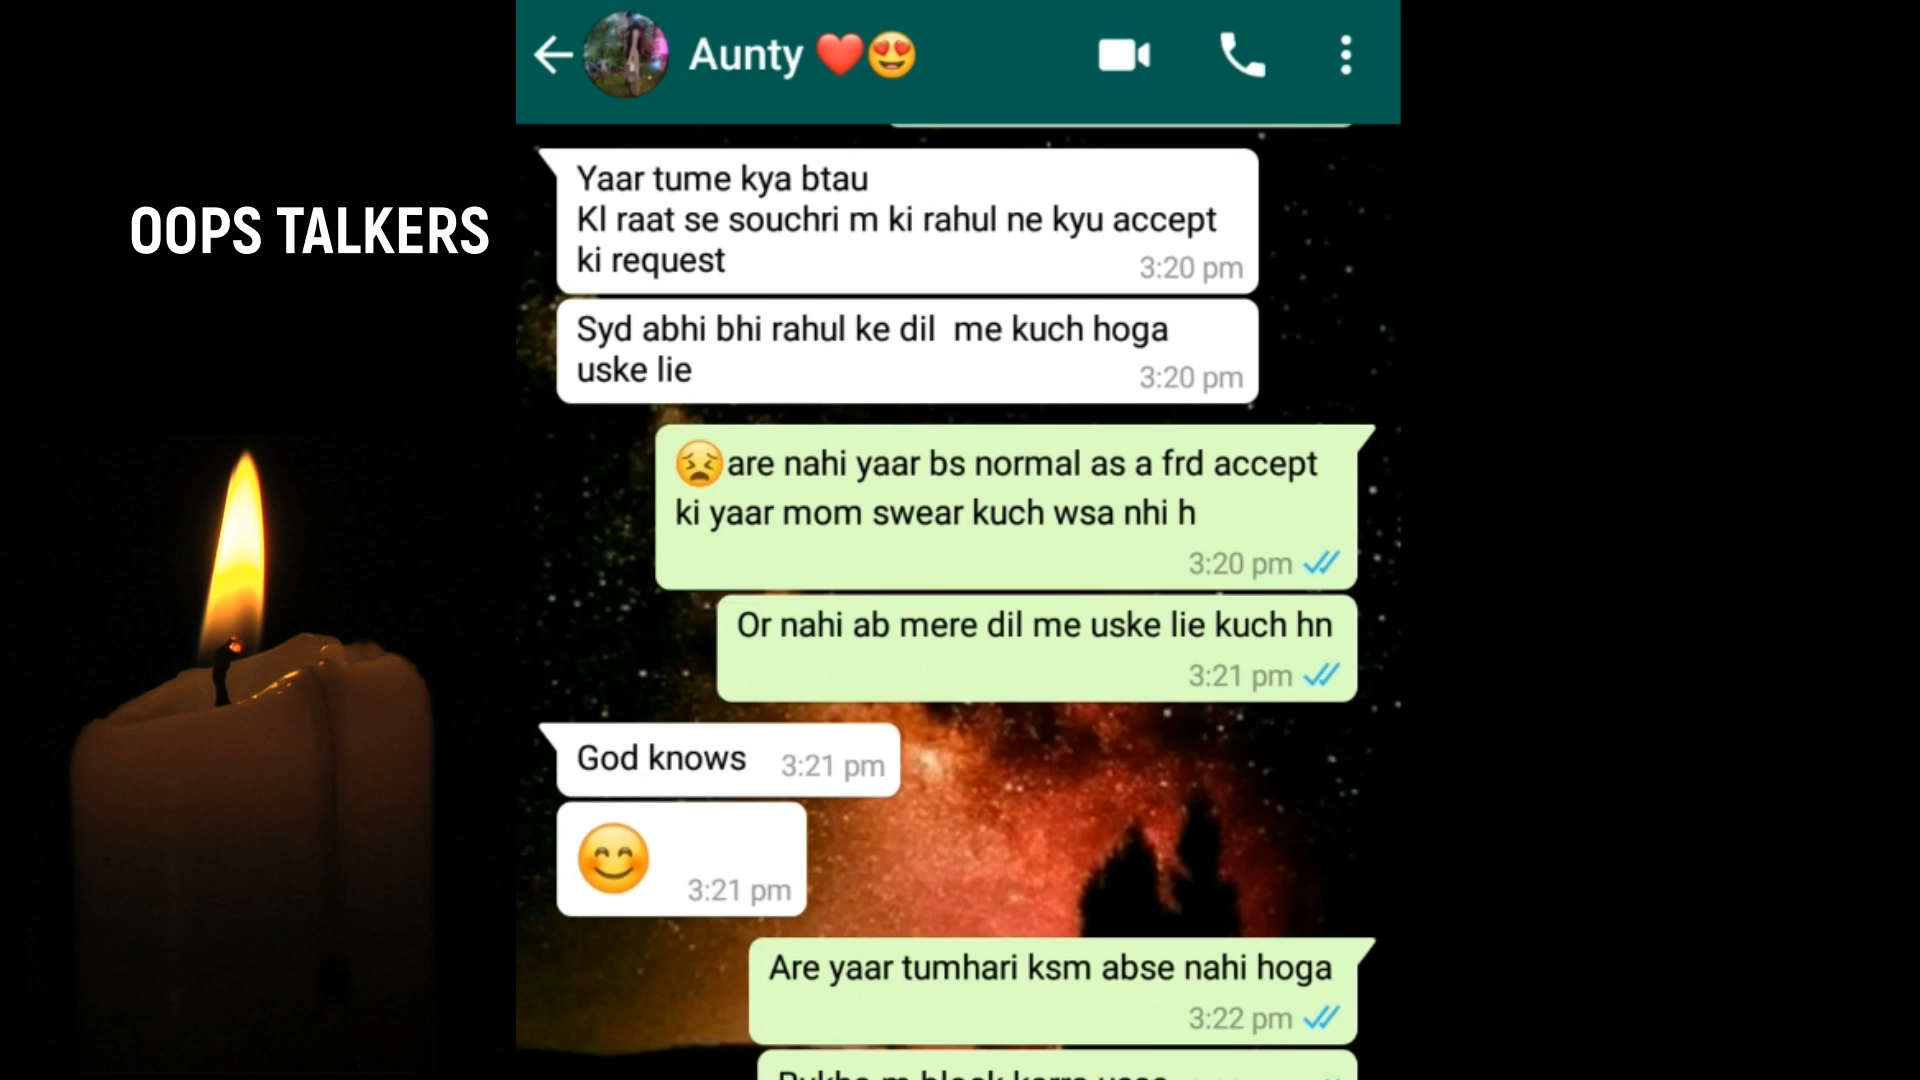 Aunty ❤️😍
OOPS TALKERS
Yaar tume kya btau
Kl raat se souchri m ki rahul ne kyu accept
ki request
3:20 pm
Syd abhi bhi rahul ke dil me kuch hoga
uske lie
3:20 pm
😣are nahi yaar bs normal as a frd accept
ki yaar mom swear kuch wsa nhi h
3:20 pm
Or nahi ab mere dil me uske lie kuch hn
3:21 pm
God knows 3:21 pm
😊
3:21 pm
Are yaar tumhari ksm abse nahi hoga
3:22 pm